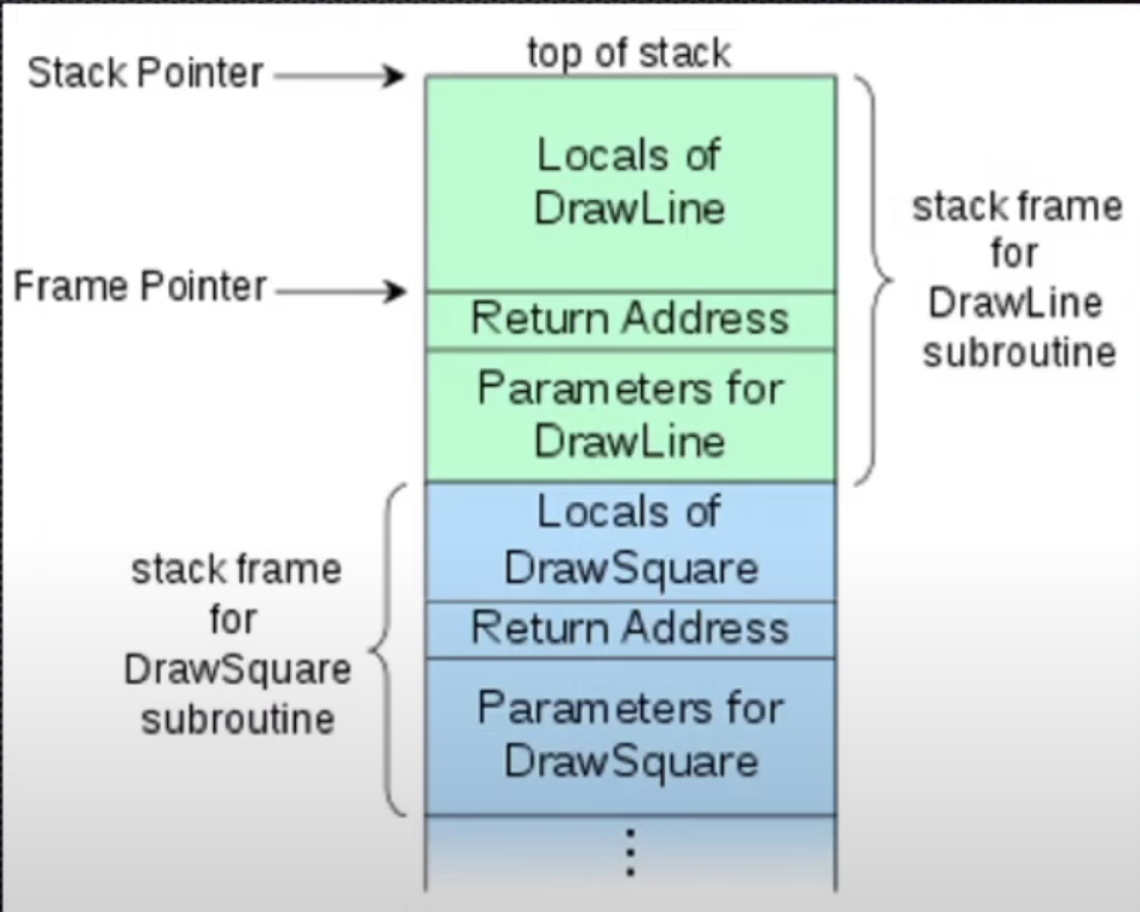 top of stack
Stack Pointer
Locals of
DrawLine
stack frame
for
DrawLine
subroutine
Frame Pointer
Return Address
Parameters for
DrawLine
Locals of
DrawSquare
stack frame
for
DrawSquare
subroutine
Return Address
Parameters for
DrawSquare